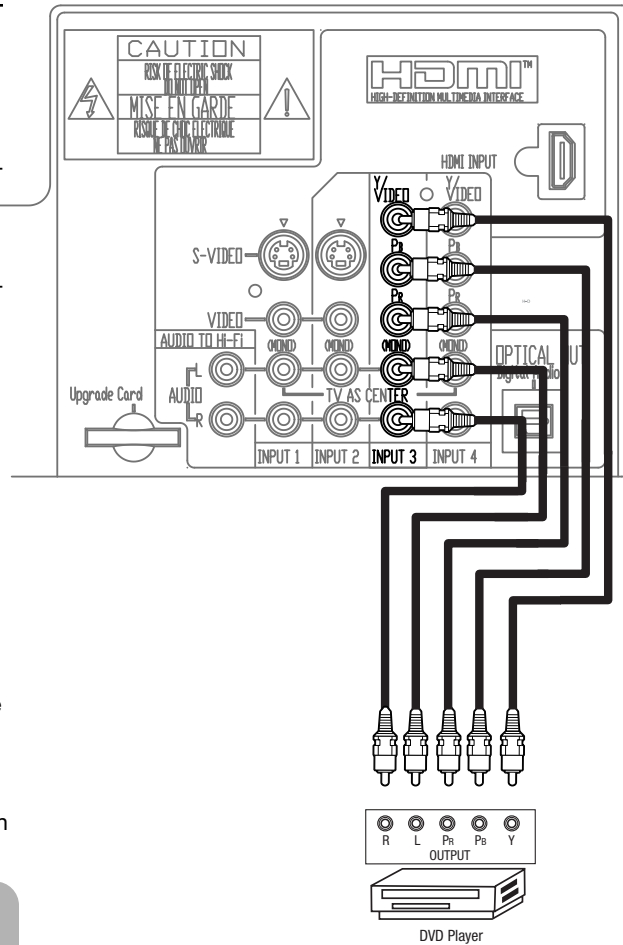 CAUTION
RISK OF ELECTRIC SHOCK
DO NOT OPEN
MISE EN GARDE
RISQUE DE CHOC ELECTRIQUE
NE PAS OUVRIR
HDMI™
HIGH-DEFINITION MULTIMEDIA INTERFACE
HDMI INPUT
Y/
VIDEO
Y/
VIDEO
S-VIDEO
PB
PB
PR
PR
VIDEO
(MONO) (MONO) (MONO) (MONO)
AUDIO TO Hi-Fi
OPTICAL OUT
Digital Audio
L
Upgrade Card
AUDIO
TV AS CENTER
R
INPUT 1 INPUT 2 INPUT 3 INPUT 4
e
n
R L PR PB Y
OUTPUT
DVD Player